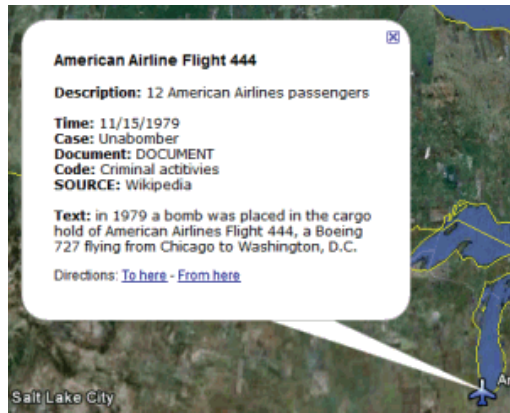 American Airline Flight 444
Description: 12 American Airlines passengers
Time: 11/15/1979
Case: Unabomber
Document: DOCUMENT
Code: Criminal actitivies
SOURCE: Wikipedia
Text: in 1979 a bomb was placed in the cargo
hold of American Airlines Flight 444, a Boeing
727 flying from Chicago to Washington, D.C.
Directions: To here - From here
Salt Lake City